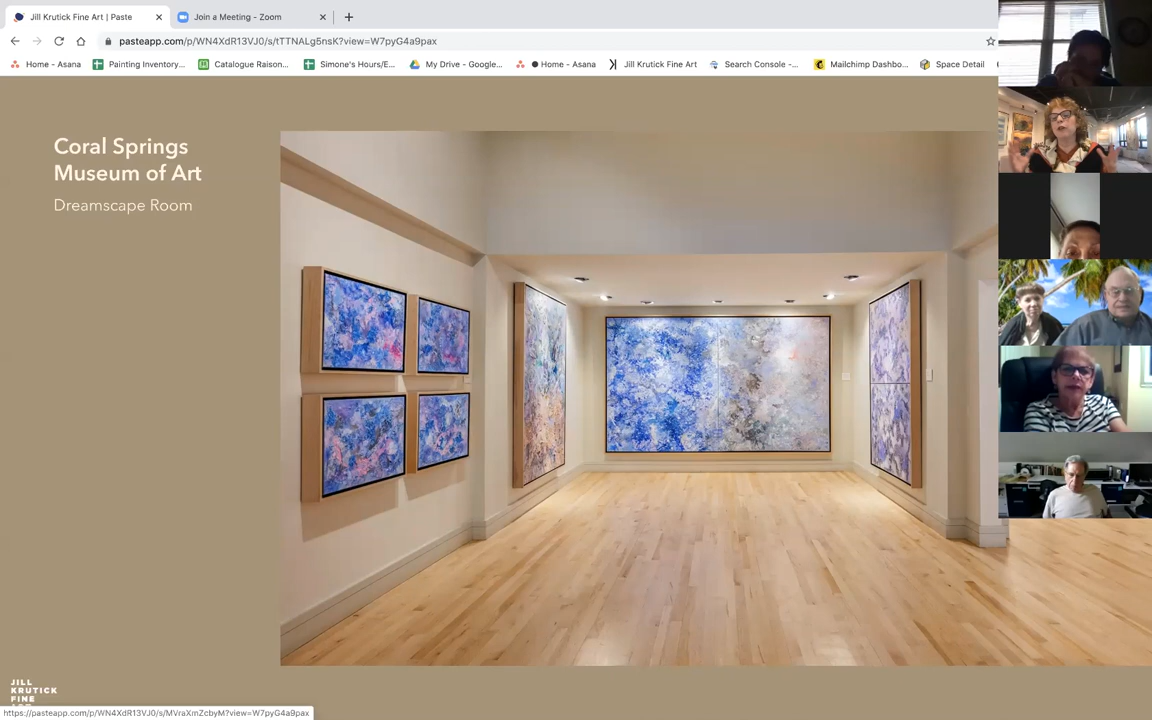 Jill Krutick Fine Art | Paste
Join a Meeting - Zoom
pasteapp.com/p/WN4XdR13VJ0/s/tTTNALg5nsK?view=W7pyG4a9pax
Home - Asana
Painting Inventory...
Catalogue Raison...
Simone's Hours/E...
My Drive - Google...
Home - Asana
Jill Krutick Fine Art
Search Console -...
Mailchimp Dashbo...
Space Detail
Coral Springs
Museum of Art
Dreamscape Room
JILL
KRUTICK
FINE
https://pasteapp.com/p/WN4XdR13VJ0/s/MVraXmZcbyM?view=W7pyG4a9pax